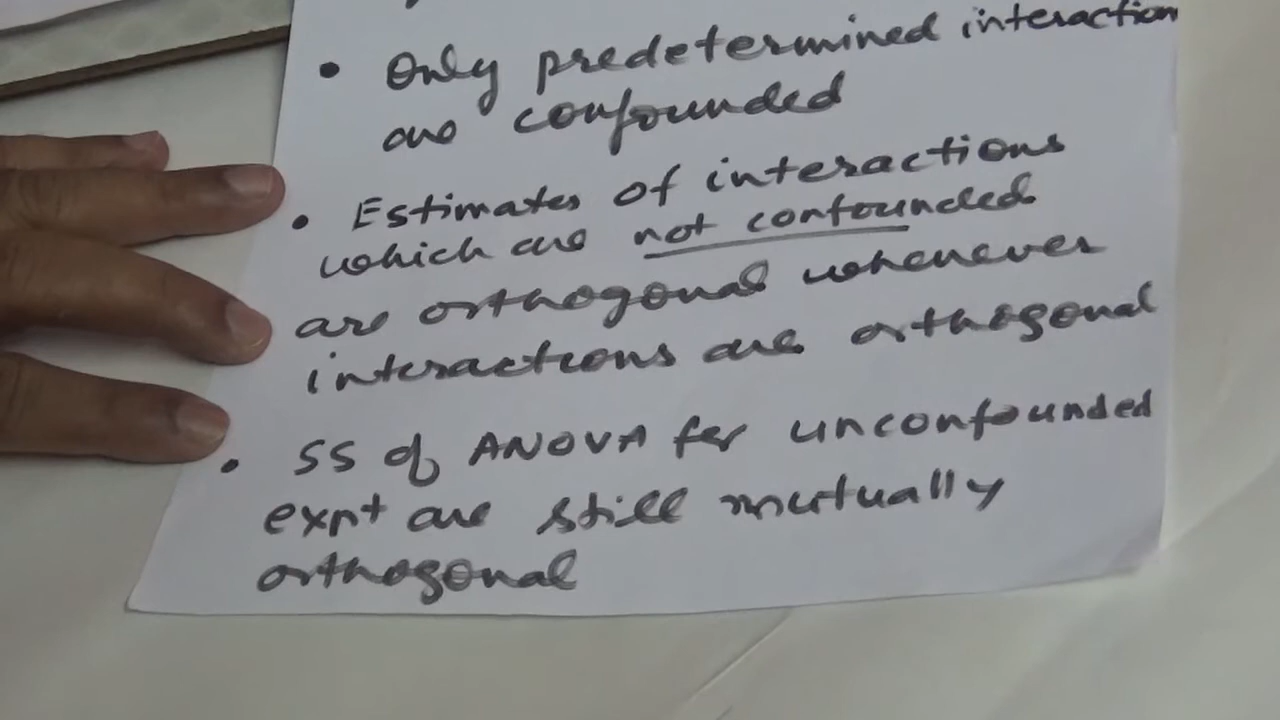 • Only predetermined interaction
are confounded
• Estimates of interactions
which are not confounded
are orthogonal whenever
interactions are orthogonal
• SS of ANOVA for unconfounded
expt are still mutually
orthogonal